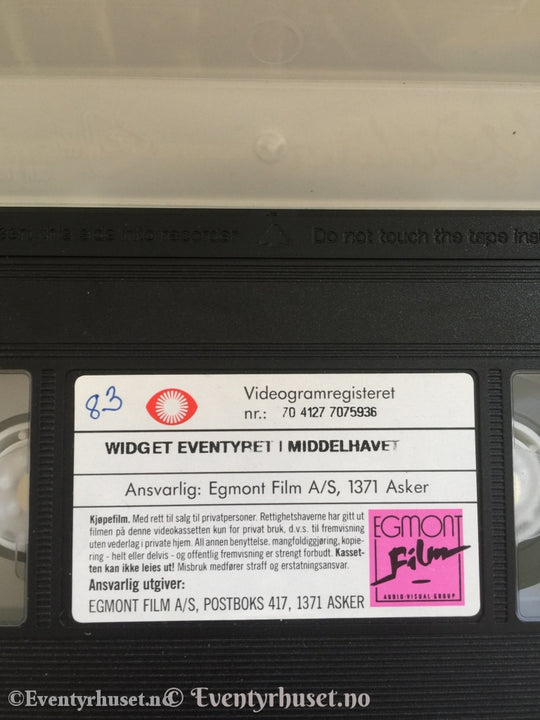 this side into recorder Do not touch the tape
83
Videogramregisteret
nr.: 70 4127 7075936
WIDGET EVENTYRET I MIDDELHAVET
Ansvarlig: Egmont Film A/S, 1371 Asker
Kjøpefilm. Med rett til salg til privatpersoner. Rettighetshaverne har gitt ut
filmen på denne videokassetten kun for privat bruk, d.v.s. til fremvisning
uten vederlag i private hjem. All annen benyttelse, mangfoldiggjøring, kopie-
ring - helt eller delvis - og offentlig fremvisning er strengt forbudt. Kasset-
ten kan ikke leies ut! Misbruk medfører straff og erstatningsansvar.
Ansvarlig utgiver:
EGMONT FILM A/S, POSTBOKS 417, 1371 ASKER
EGMONT
Film
AUDIO·VISUAL·GROUP
©Eventyrhuset.no © Eventyrhuset.no